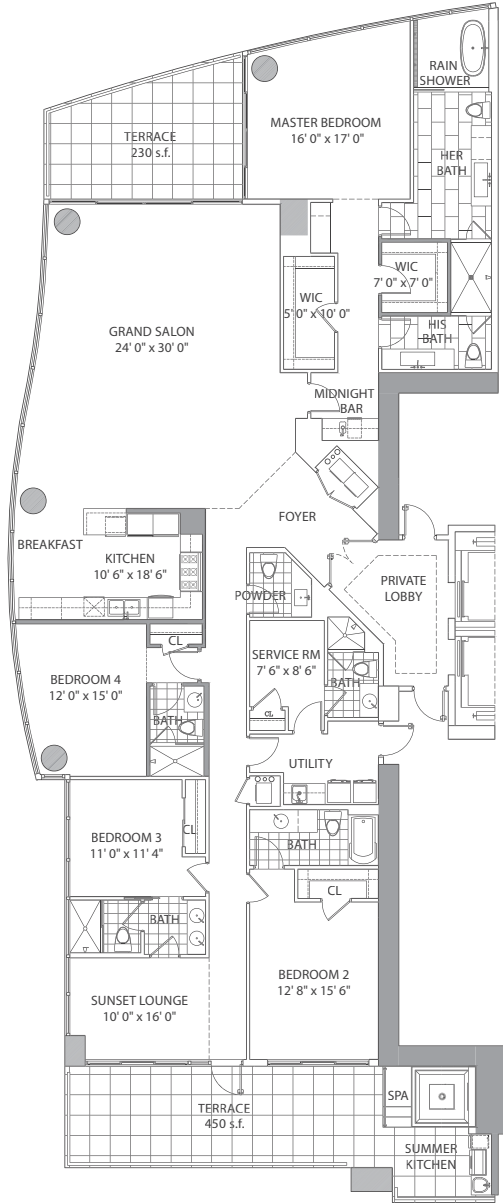 RAIN
SHOWER
MASTER BEDROOM
16' 0" x 17' 0"
TERRACE
230 s.f.
HER
BATH
WIC
7' 0" x 7' 0"
WIC
5' 0" x 10' 0"
GRAND SALON
24' 0" x 30' 0"
HIS
BATH
MIDNIGHT
BAR
FOYER
BREAKFAST
KITCHEN
10' 6" x 18' 6"
PRIVATE
LOBBY
POWDER
CL
SERVICE RM
7' 6" x 8' 6"
BEDROOM 4
12' 0" x 15' 0"
BATH
CL
BATH
UTILITY
BEDROOM 3
11' 0" x 11' 4"
CL
BATH
CL
BATH
BEDROOM 2
12' 8" x 15' 6"
SUNSET LOUNGE
10' 0" x 16' 0"
TERRACE
450 s.f.
SPA
SUMMER
KITCHEN